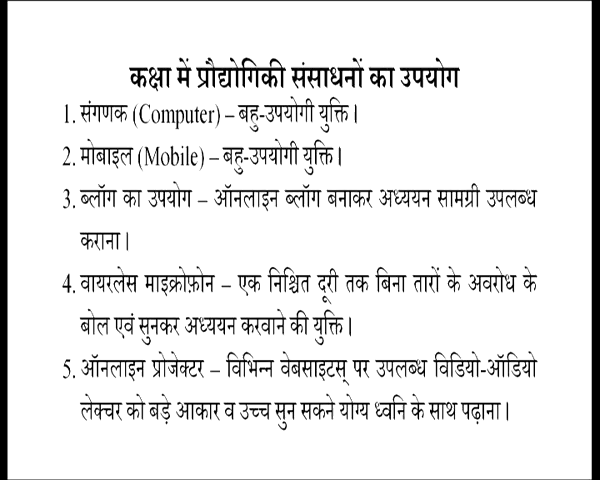 कक्षा में प्रौद्योगिकी संसाधनों का उपयोग
1. संगणक (Computer) – बहु-उपयोगी युक्ति।
2. मोबाइल (Mobile) – बहु-उपयोगी युक्ति।
3. ब्लॉग का उपयोग – ऑनलाइन ब्लॉग बनाकर अध्ययन सामग्री उपलब्ध
कराना।
4. वायरलेस माइक्रोफ़ोन – एक निश्चित दूरी तक बिना तारों के अवरोध के
बोल एवं सुनकर अध्ययन करवाने की युक्ति।
5. ऑनलाइन प्रोजेक्टर – विभिन्न वेबसाइटस् पर उपलब्ध विडियो-ऑडियो
लेक्चर को बड़े आकार व उच्च सुन सकने योग्य ध्वनि के साथ पढ़ाना।